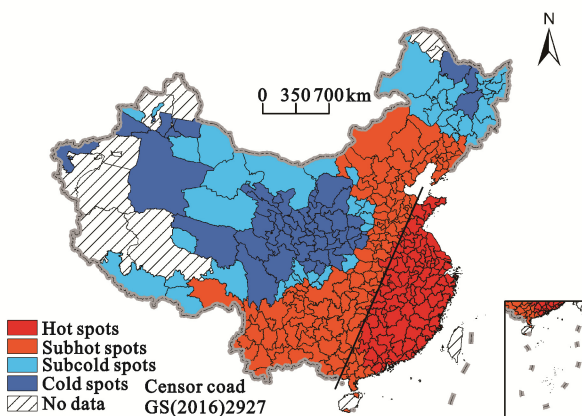 N
0 350 700 km
Hot spots
Subhot spots
Subcold spots
Cold spots
No data
Censor coad
GS(2016)2927